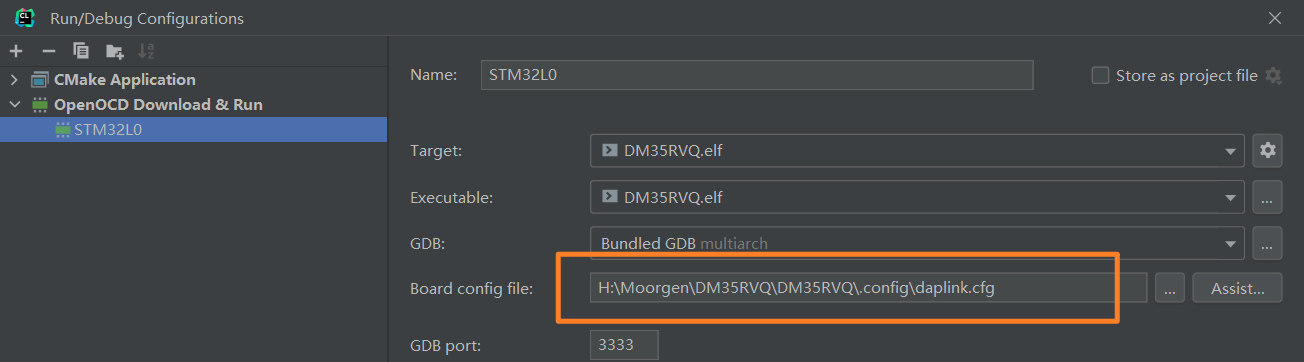 CL
Run/Debug Configurations
CMake Application
OpenOCD Download & Run
STM32L0
Name: STM32L0
Store as project file
Target: DM35RVQ.elf
Executable: DM35RVQ.elf
...
GDB: Bundled GDB multiarch
...
Board config file: H:\Moorgen\DM35RVQ\DM35RVQ\.config\daplink.cfg
... Assist...
GDB port: 3333